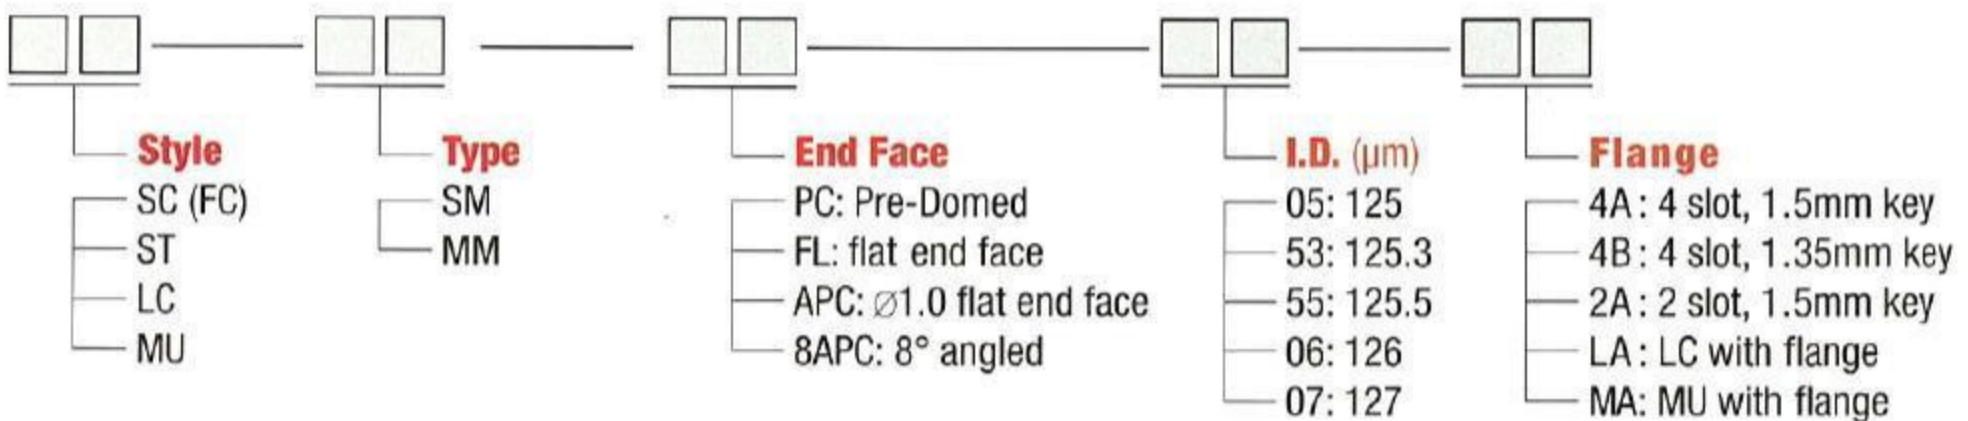 Style
SC (FC)
ST
LC
MU
Type
SM
MM
End Face
PC: Pre-Domed
FL: flat end face
APC: ⌀1.0 flat end face
8APC: 8° angled
I.D. (µm)
05: 125
53: 125.3
55: 125.5
06: 126
07: 127
Flange
4A: 4 slot, 1.5mm key
4B: 4 slot, 1.35mm key
2A: 2 slot, 1.5mm key
LA: LC with flange
MA: MU with flange